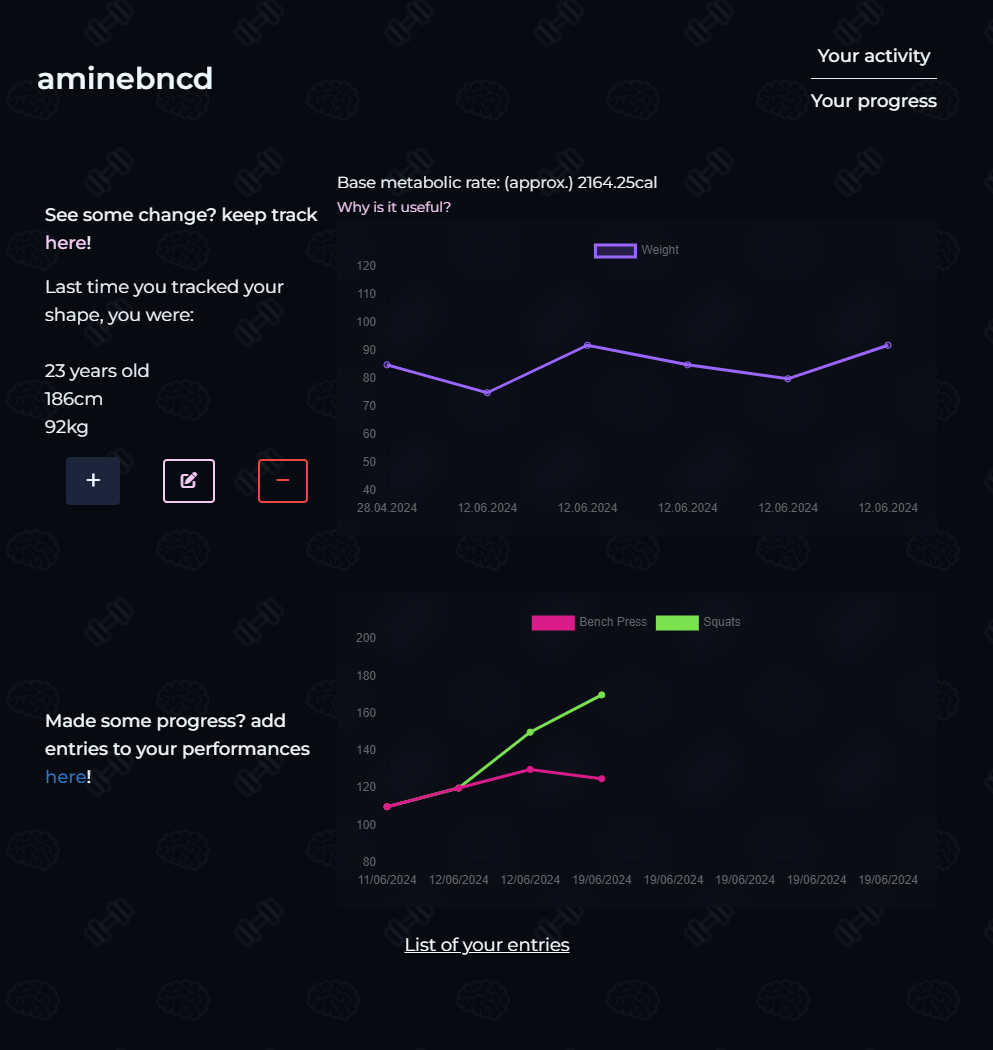 aminebncd
Your activity
Your progress
See some change? keep track
here!
Last time you tracked your
shape, you were:
23 years old
186cm
92kg
+
−
Base metabolic rate: (approx.) 2164.25cal
Why is it useful?
Weight
120
110
100
90
80
70
60
50
40
28.04.2024 12.06.2024 12.06.2024 12.06.2024 12.06.2024 12.06.2024
Made some progress? add
entries to your performances
here!
Bench Press Squats
200
180
160
140
120
100
80
11/06/2024 12/06/2024 12/06/2024 19/06/2024 19/06/2024 19/06/2024 19/06/2024 19/06/2024
List of your entries